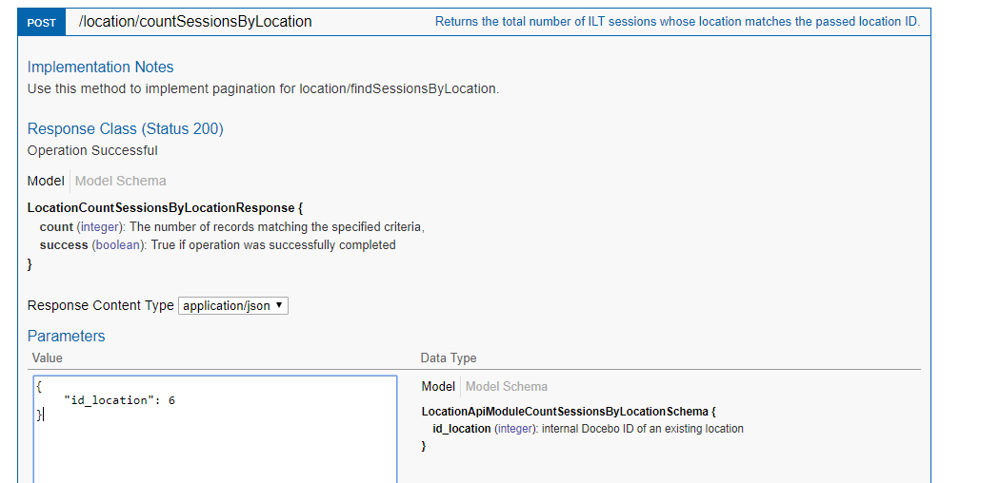 POST /location/countSessionsByLocation Returns the total number of ILT sessions whose location matches the passed location ID.
Implementation Notes
Use this method to implement pagination for location/findSessionsByLocation.
Response Class (Status 200)
Operation Successful
Model Model Schema
LocationCountSessionsByLocationResponse {
count (integer): The number of records matching the specified criteria,
success (boolean): True if operation was successfully completed
}
Response Content Type application/json
Parameters
Value Data Type
{
"id_location": 6
}
Model Model Schema
LocationApiModuleCountSessionsByLocationSchema {
id_location (integer): internal Docebo ID of an existing location
}